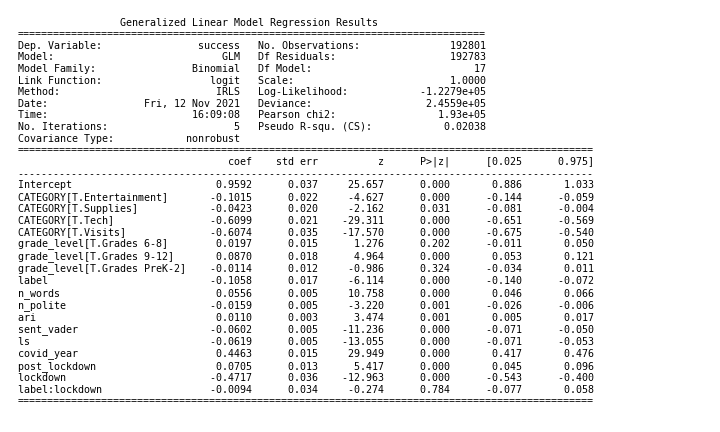 Generalized Linear Model Regression Results
==============================================================================
Dep. Variable: success No. Observations: 192801
Model: GLM Df Residuals: 192783
Model Family: Binomial Df Model: 17
Link Function: logit Scale: 1.0000
Method: IRLS Log-Likelihood: -1.2279e+05
Date: Fri, 12 Nov 2021 Deviance: 2.4559e+05
Time: 16:09:08 Pearson chi2: 1.93e+05
No. Iterations: 5 Pseudo R-squ. (CS): 0.02038
Covariance Type: nonrobust
================================================================================================
coef std err z P>|z| [0.025 0.975]
------------------------------------------------------------------------------------------------
Intercept 0.9592 0.037 25.657 0.000 0.886 1.033
CATEGORY[T.Entertainment] -0.1015 0.022 -4.627 0.000 -0.144 -0.059
CATEGORY[T.Supplies] -0.0423 0.020 -2.162 0.031 -0.081 -0.004
CATEGORY[T.Tech] -0.6099 0.021 -29.311 0.000 -0.651 -0.569
CATEGORY[T.Visits] -0.6074 0.035 -17.570 0.000 -0.675 -0.540
grade_level[T.Grades 6-8] 0.0197 0.015 1.276 0.202 -0.011 0.050
grade_level[T.Grades 9-12] 0.0870 0.018 4.964 0.000 0.053 0.121
grade_level[T.Grades PreK-2] -0.0114 0.012 -0.986 0.324 -0.034 0.011
label -0.1058 0.017 -6.114 0.000 -0.140 -0.072
n_words 0.0556 0.005 10.758 0.000 0.046 0.066
n_polite -0.0159 0.005 -3.220 0.001 -0.026 -0.006
ari 0.0110 0.003 3.474 0.001 0.005 0.017
sent_vader -0.0602 0.005 -11.236 0.000 -0.071 -0.050
ls -0.0619 0.005 -13.055 0.000 -0.071 -0.053
covid_year 0.4463 0.015 29.949 0.000 0.417 0.476
post_lockdown 0.0705 0.013 5.417 0.000 0.045 0.096
lockdown -0.4717 0.036 -12.963 0.000 -0.543 -0.400
label:lockdown -0.0094 0.034 -0.274 0.784 -0.077 0.058
================================================================================================